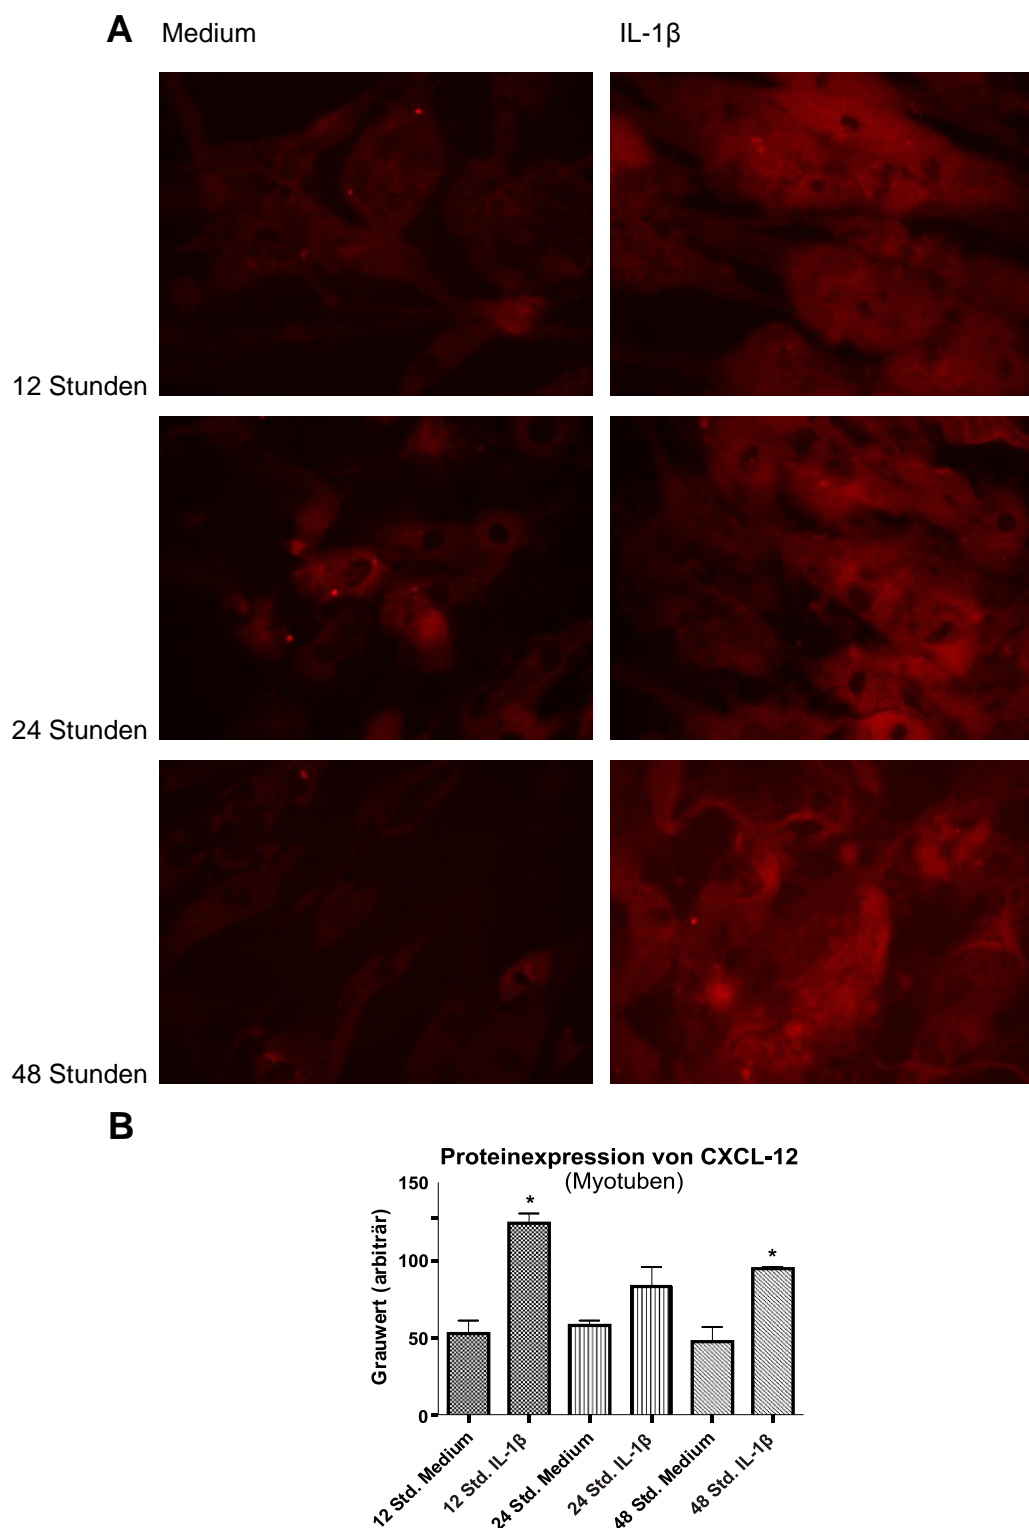 A Medium IL-1β
12 Stunden
24 Stunden
48 Stunden
B
Proteinexpression von CXCL-12
(Myotuben)
Grauwert (arbiträr)
150
100
50
0
*
*
12 Std. Medium
12 Std. IL-1β
24 Std. Medium
24 Std. IL-1β
48 Std. Medium
48 Std. IL-1β